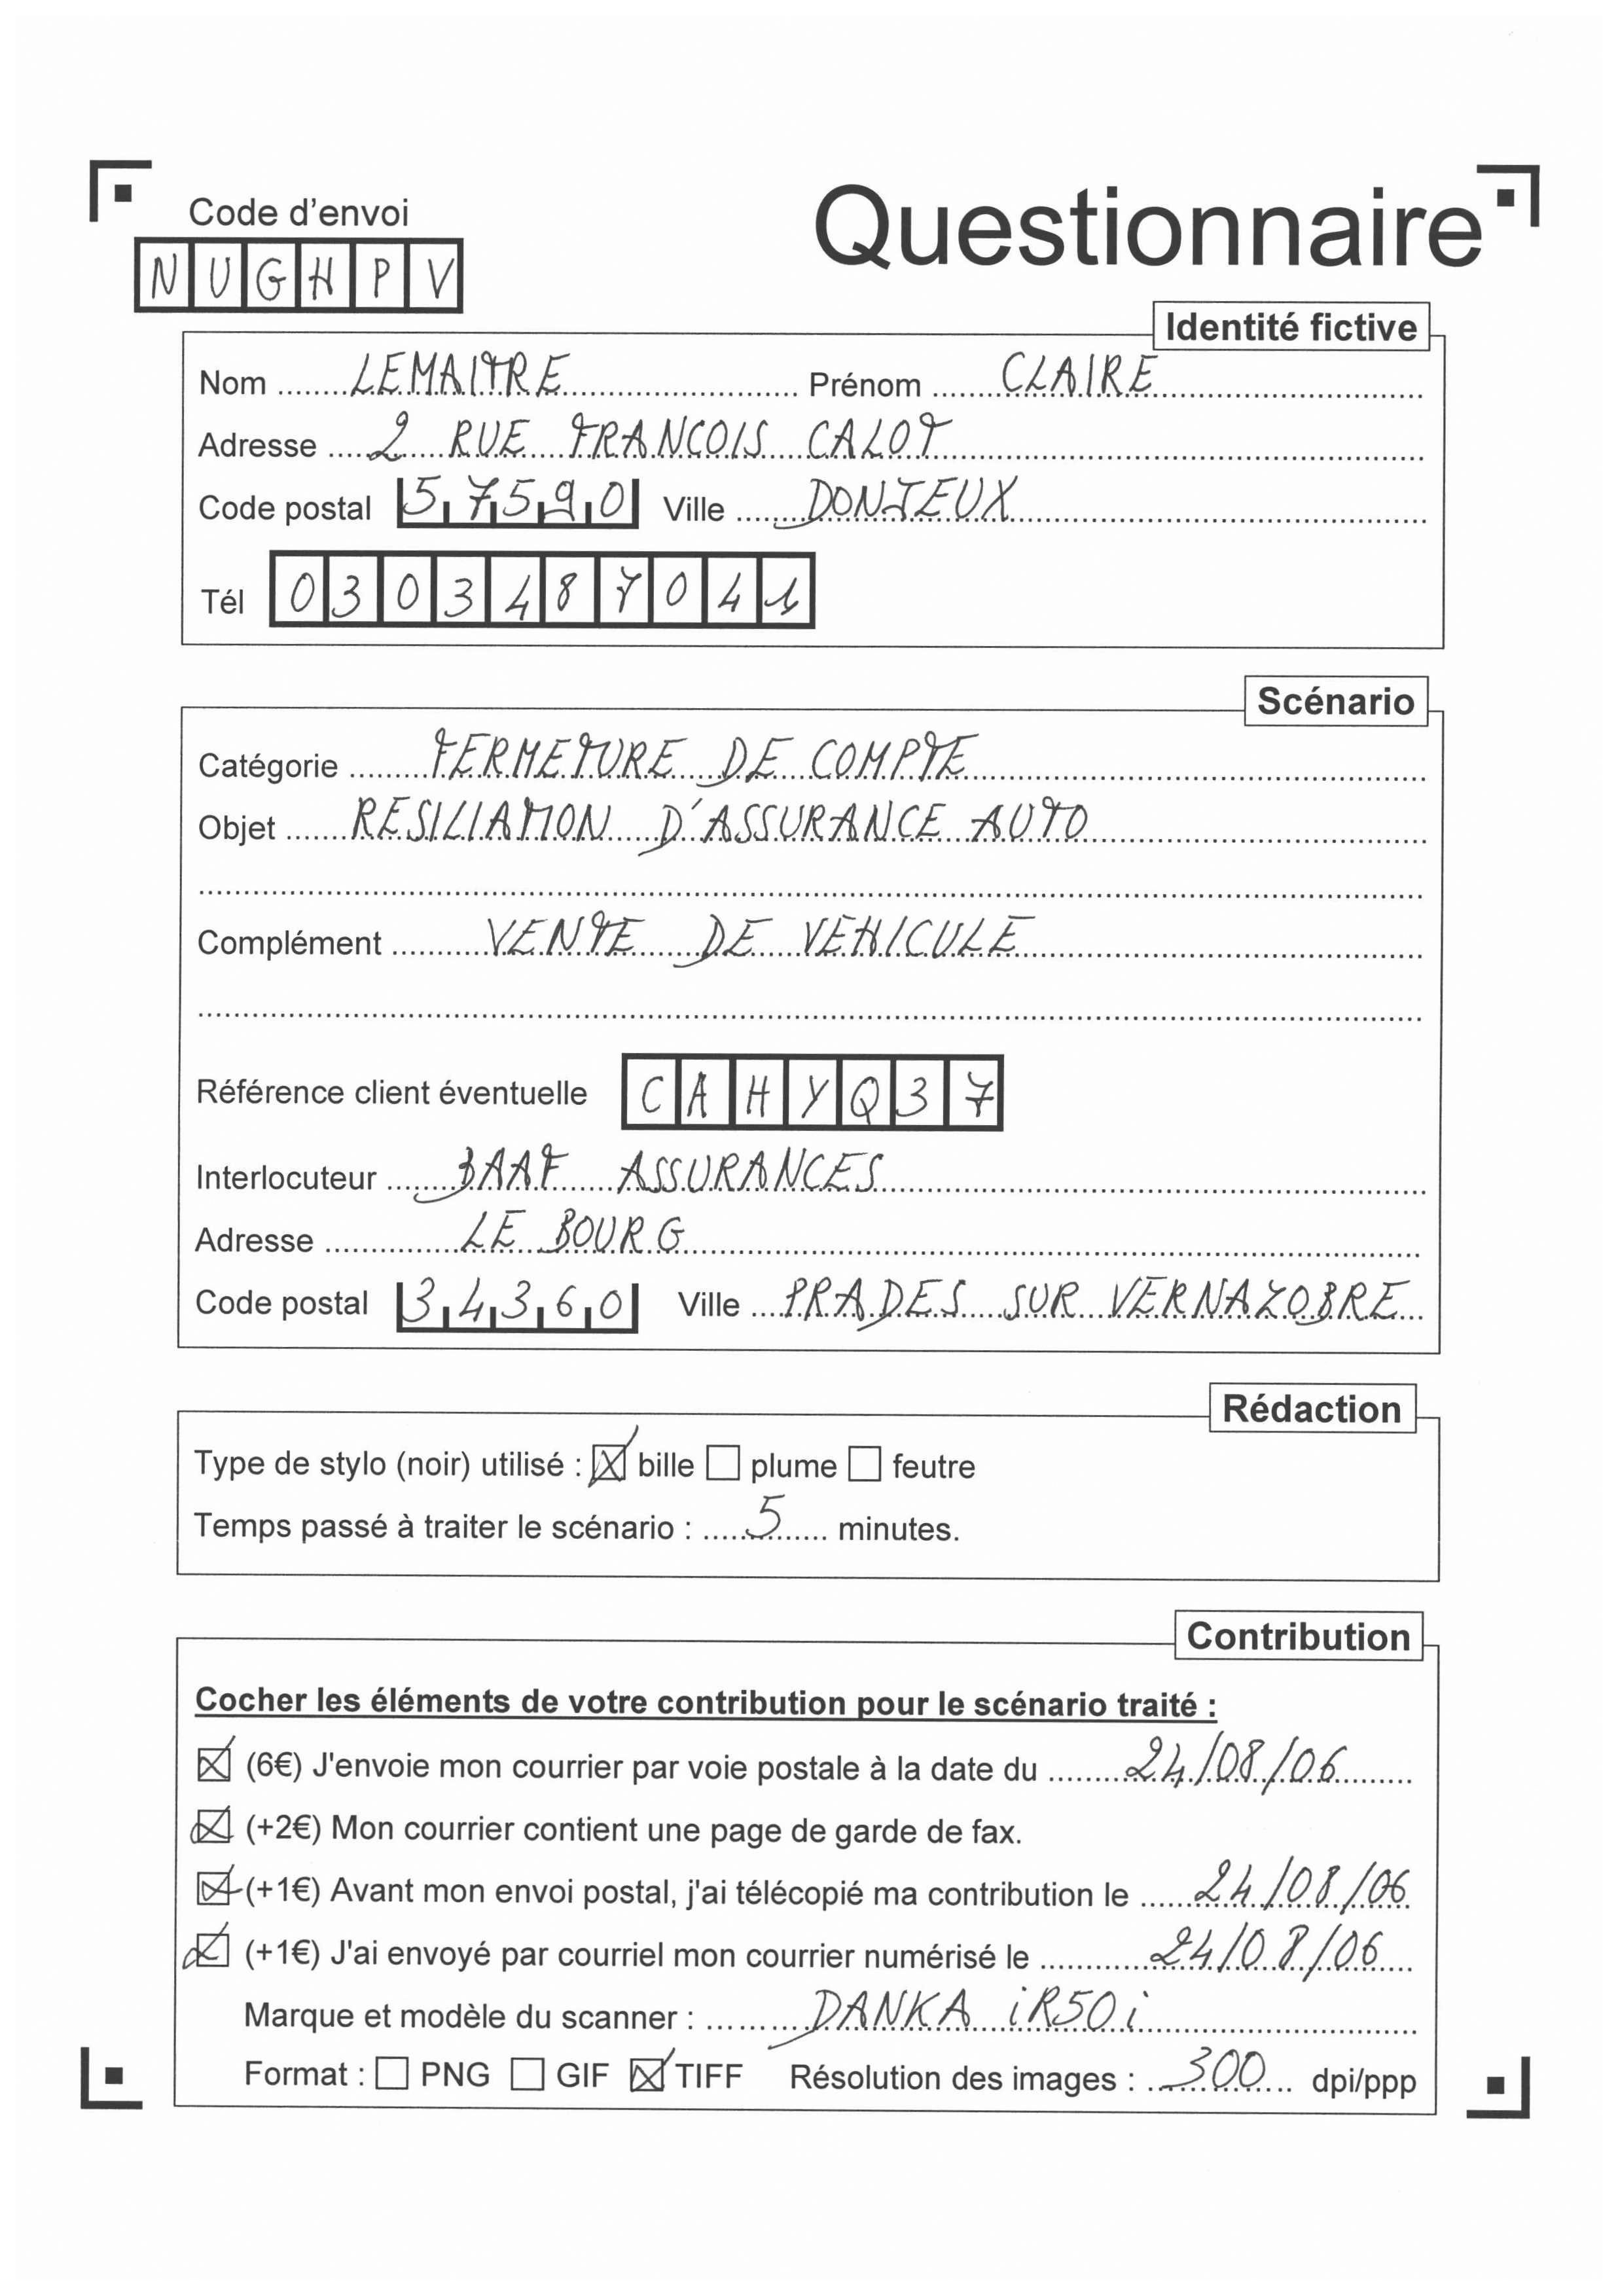 Code d'envoi
Questionnaire
NUGHPV
Identité fictive
Nom ....... LEMAITRE ....... Prénom ....... CLAIRE
Adresse ....... 2 RUE FRANCOIS CALOT
Code postal 57590 Ville ....... DONJEUX
Tél 0303487041
Scénario
Catégorie ....... FERMETURE DE COMPTE
Objet ....... RESILIATION D'ASSURANCE AUTO
Complément ....... VENTE DE VEHICULE
Référence client éventuelle CAHYQ37
Interlocuteur ....... BAAF ASSURANCES
Adresse ....... LE BOURG
Code postal 34360 Ville ....... PRADES SUR VERNAZOBRE
Rédaction
Type de stylo (noir) utilisé : ☒ bille ☐ plume ☐ feutre
Temps passé à traiter le scénario : ....... 5 ....... minutes.
Contribution
Cocher les éléments de votre contribution pour le scénario traité :
☒ (6€) J'envoie mon courrier par voie postale à la date du ....... 24/08/06
☒ (+2€) Mon courrier contient une page de garde de fax.
☒ (+1€) Avant mon envoi postal, j'ai télécopié ma contribution le ....... 24/08/06
☒ (+1€) J'ai envoyé par courriel mon courrier numérisé le ....... 24/08/06
Marque et modèle du scanner : ....... DANKA iR50i
Format : ☐ PNG ☐ GIF ☒ TIFF Résolution des images : ....... 300 ....... dpi/ppp